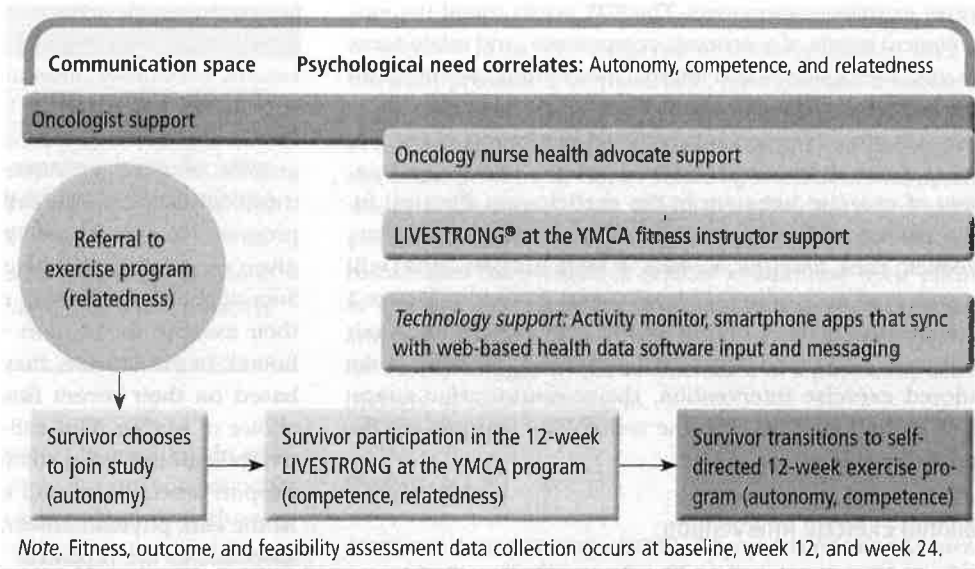 Communication space Psychological need correlates: Autonomy, competence, and relatedness
Oncologist support
Oncology nurse health advocate support
LIVESTRONG® at the YMCA fitness instructor support
Technology support: Activity monitor, smartphone apps that sync
with web-based health data software input and messaging
Referral to
exercise program
(relatedness)
Survivor chooses
to join study
(autonomy)
Survivor participation in the 12-week
LIVESTRONG at the YMCA program
(competence, relatedness)
Survivor transitions to self-
directed 12-week exercise pro-
gram (autonomy, competence)
Note. Fitness, outcome, and feasibility assessment data collection occurs at baseline, week 12, and week 24.